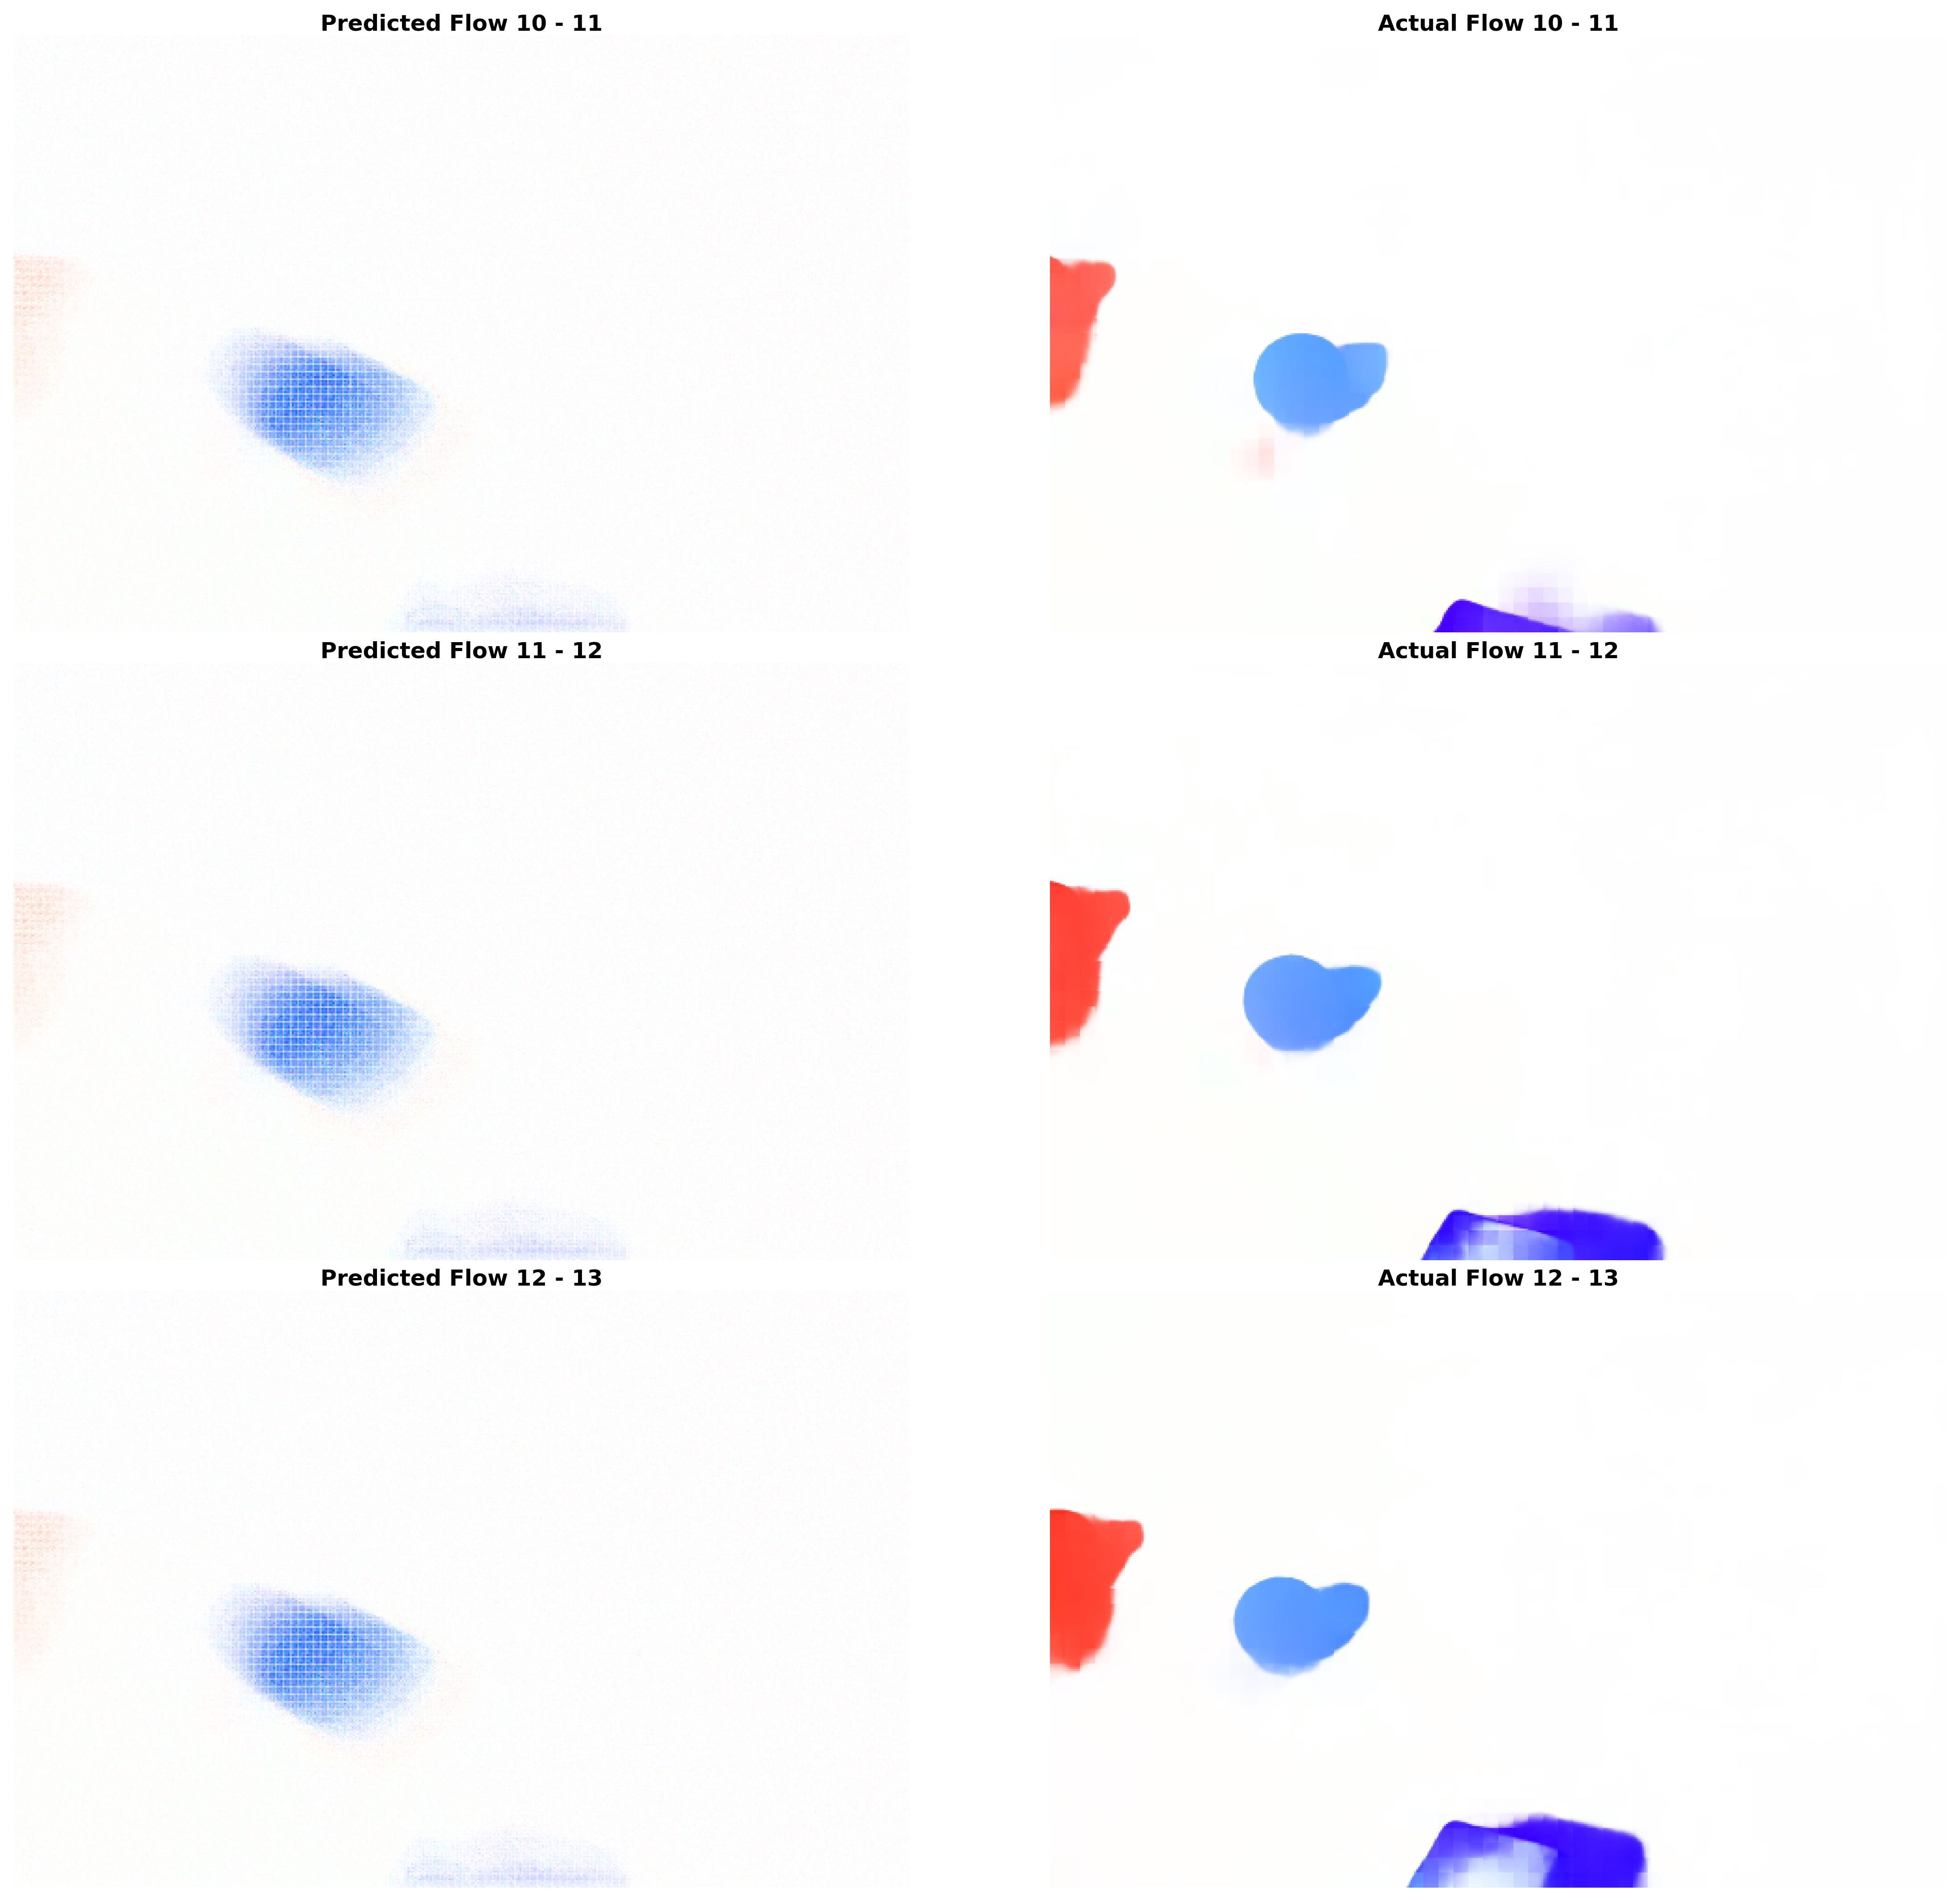 Predicted Flow 10 - 11
Actual Flow 10 - 11
Predicted Flow 11 - 12
Actual Flow 11 - 12
Predicted Flow 12 - 13
Actual Flow 12 - 13